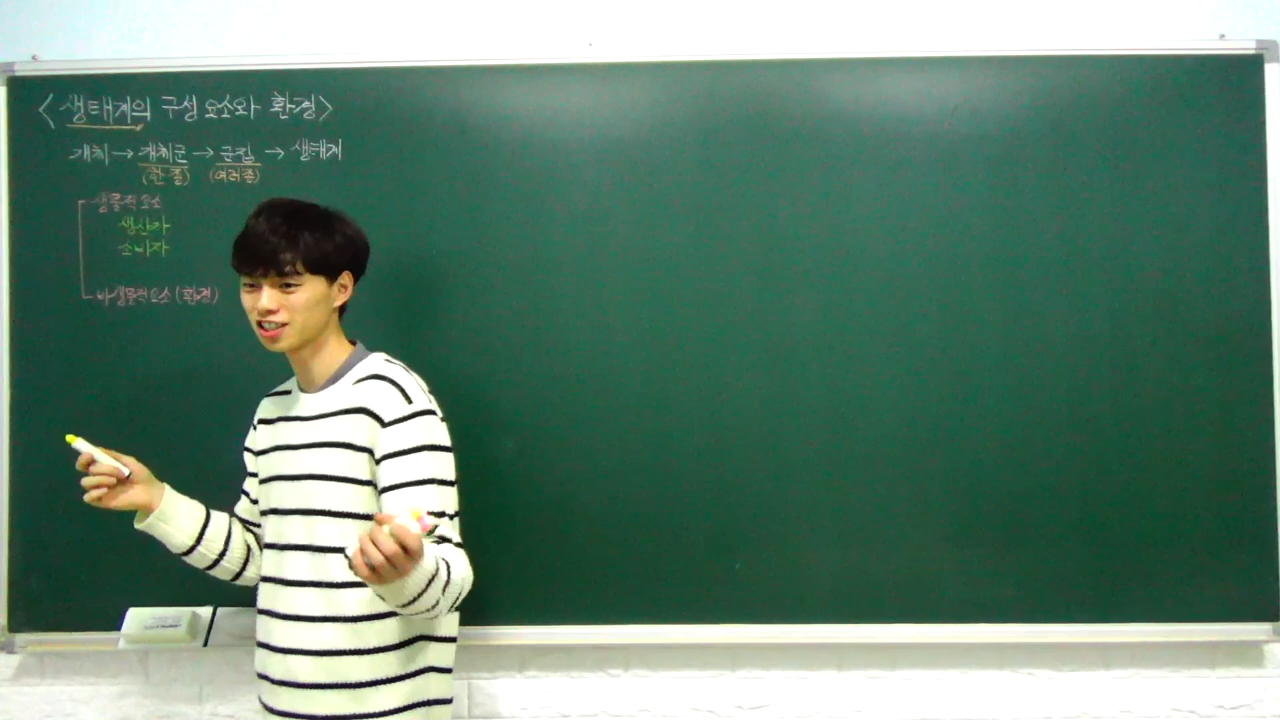 < 생태계의 구성 요소와 환경 >
개체 → 개체군 → 군집 → 생태계
(한 종) (여러 종)
생물적 요소
생산자
소비자
비생물적 요소 (환경)